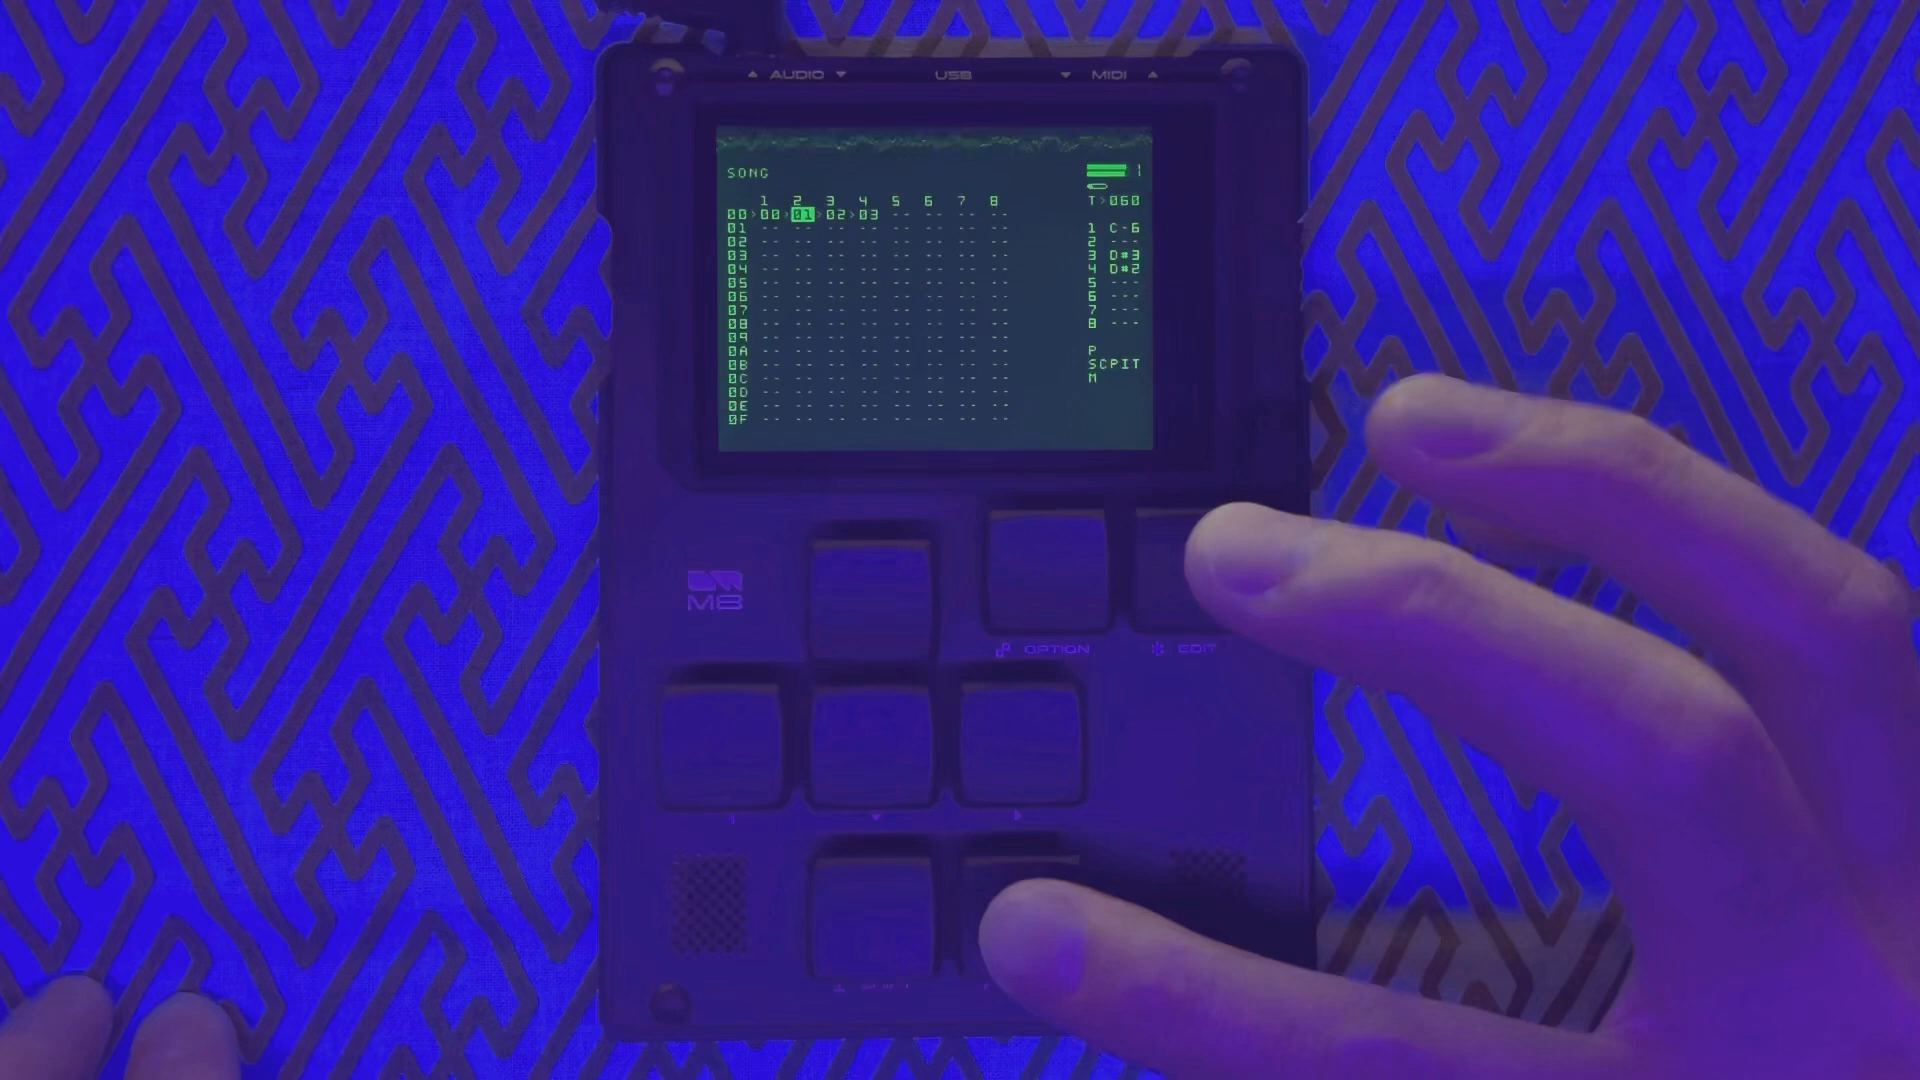 AUDIO USB MIDI
SONG 1
1 2 3 4 5 6 7 8 T>060
00>00>01>02>03 -- -- -- --
01 -- -- -- -- -- -- -- -- 1 C-6
02 -- -- -- -- -- -- -- -- 2 ---
03 -- -- -- -- -- -- -- -- 3 D#3
04 -- -- -- -- -- -- -- -- 4 D#2
05 -- -- -- -- -- -- -- -- 5 ---
06 -- -- -- -- -- -- -- -- 6 ---
07 -- -- -- -- -- -- -- -- 7 ---
08 -- -- -- -- -- -- -- -- 8 ---
09 -- -- -- -- -- -- -- --
0A -- -- -- -- -- -- -- -- P
0B -- -- -- -- -- -- -- -- SCPIT
0C -- -- -- -- -- -- -- -- M
0D -- -- -- -- -- -- -- --
0E -- -- -- -- -- -- -- --
0F -- -- -- -- -- -- -- --
M8
OPTION EDIT